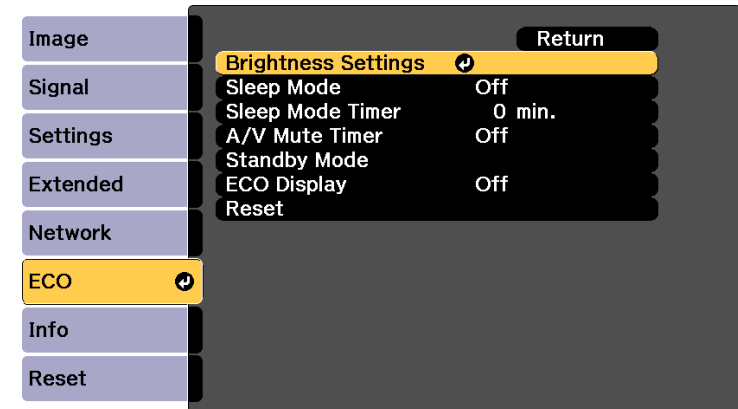 Image
Signal
Settings
Extended
Network
ECO
Info
Reset
Return
Brightness Settings
Sleep Mode Off
Sleep Mode Timer 0 min.
A/V Mute Timer Off
Standby Mode
ECO Display Off
Reset